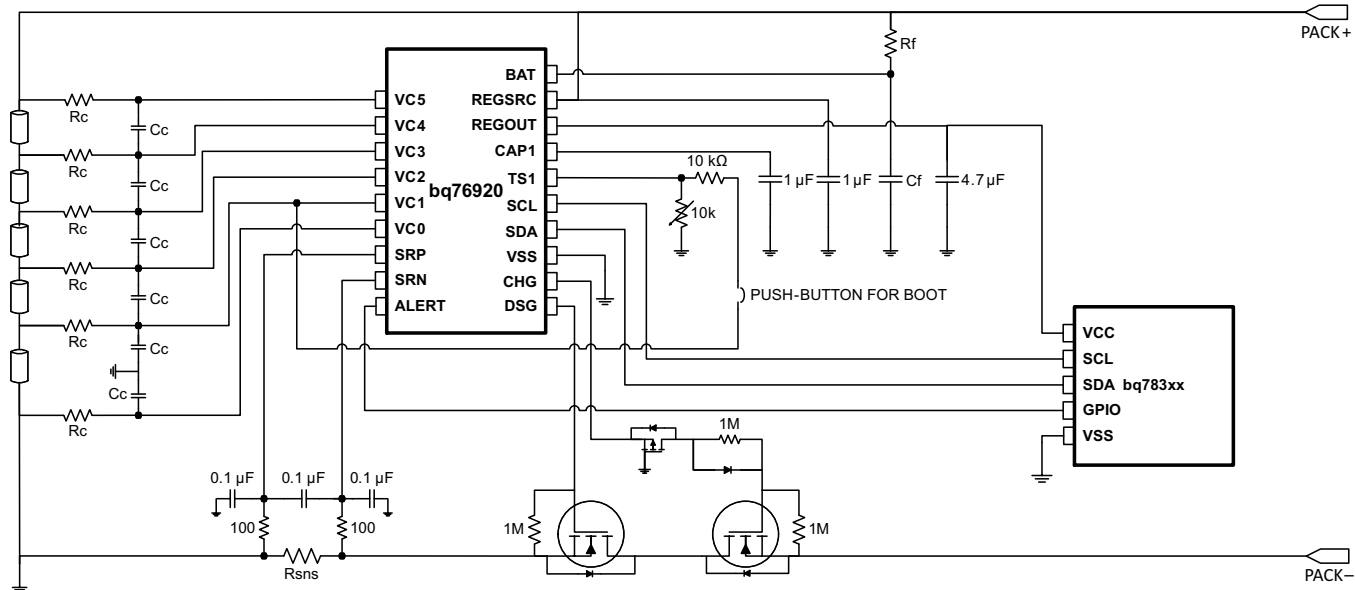 PACK+
Rf
BAT
REGSRC
REGOUT
CAP1
TS1
SCL
SDA
VSS
CHG
DSG
bq76920
VC5
VC4
VC3
VC2
VC1
VC0
SRP
SRN
ALERT
Rc
Rc
Rc
Rc
Rc
Rc
Cc
Cc
Cc
Cc
Cc
Cc
10 kΩ
10k
1 µF
1 µF
Cf
4.7 µF
PUSH-BUTTON FOR BOOT
VCC
SCL
SDA bq783xx
GPIO
VSS
1M
0.1 µF
0.1 µF
0.1 µF
100
100
1M
1M
Rsns
PACK–